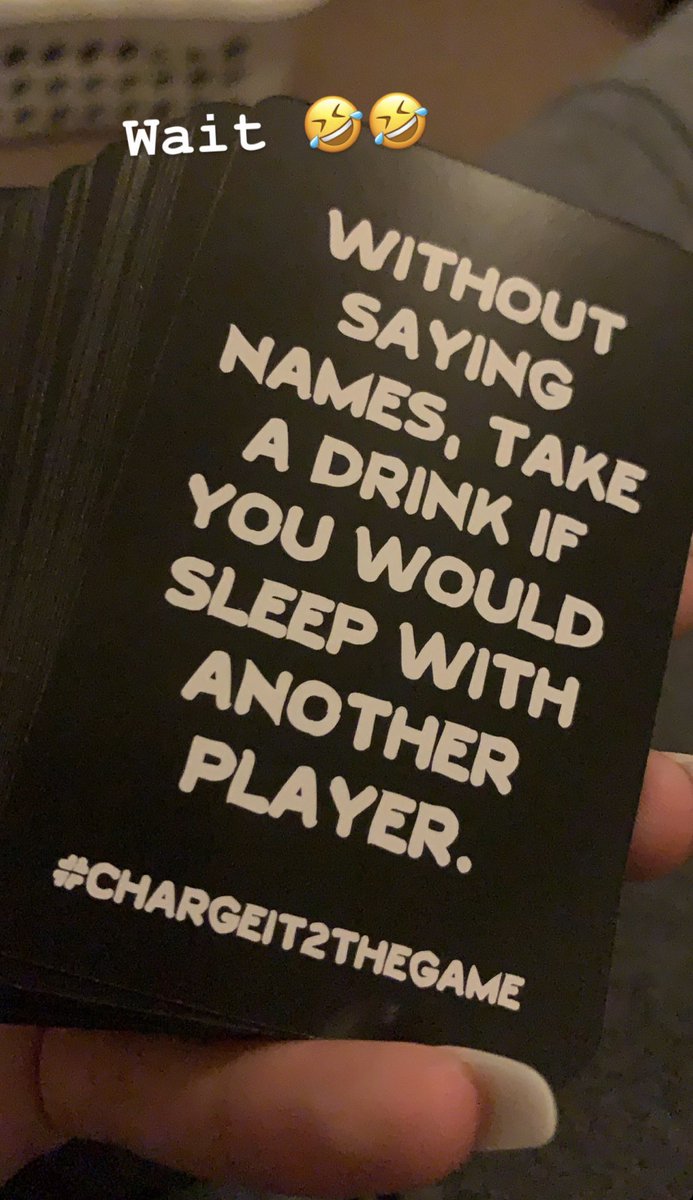 Wait 🤣🤣
WITHOUT
SAYING
NAMES, TAKE
A DRINK IF
YOU WOULD
SLEEP WITH
ANOTHER
PLAYER.
#CHARGEIT2THEGAME